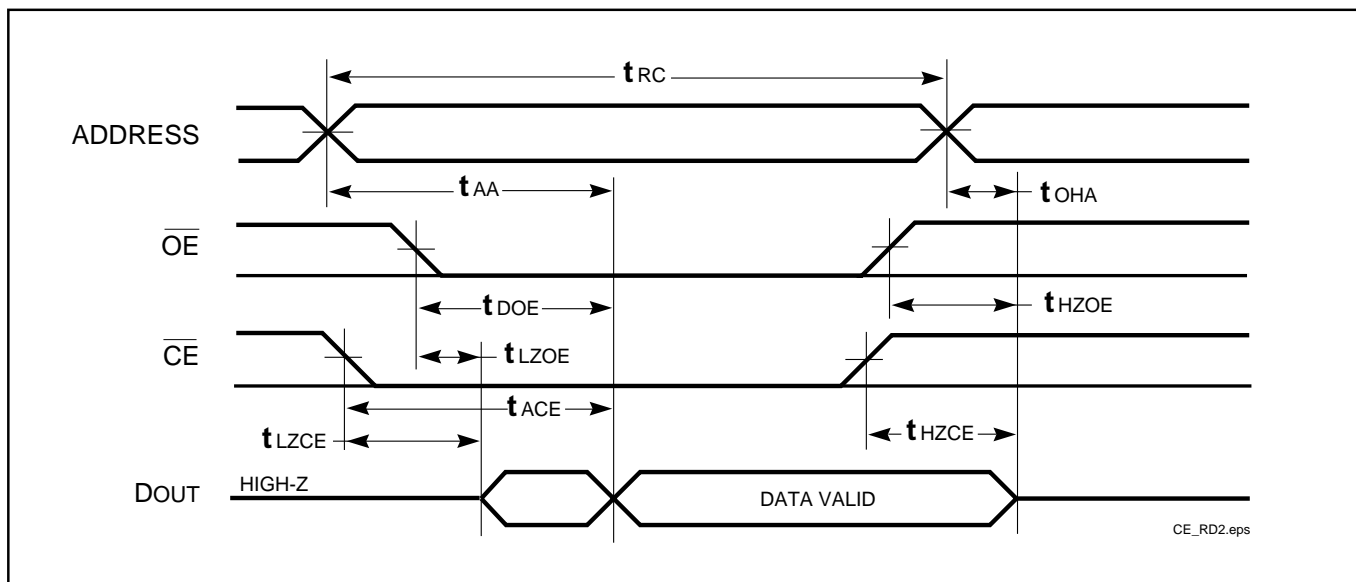 tRC
ADDRESS
tAA
tOHA
OE
tDOE
tHZOE
CE
tLZOE
tACE
tLZCE
tHZCE
DOUT
HIGH-Z
DATA VALID
CE_RD2.eps